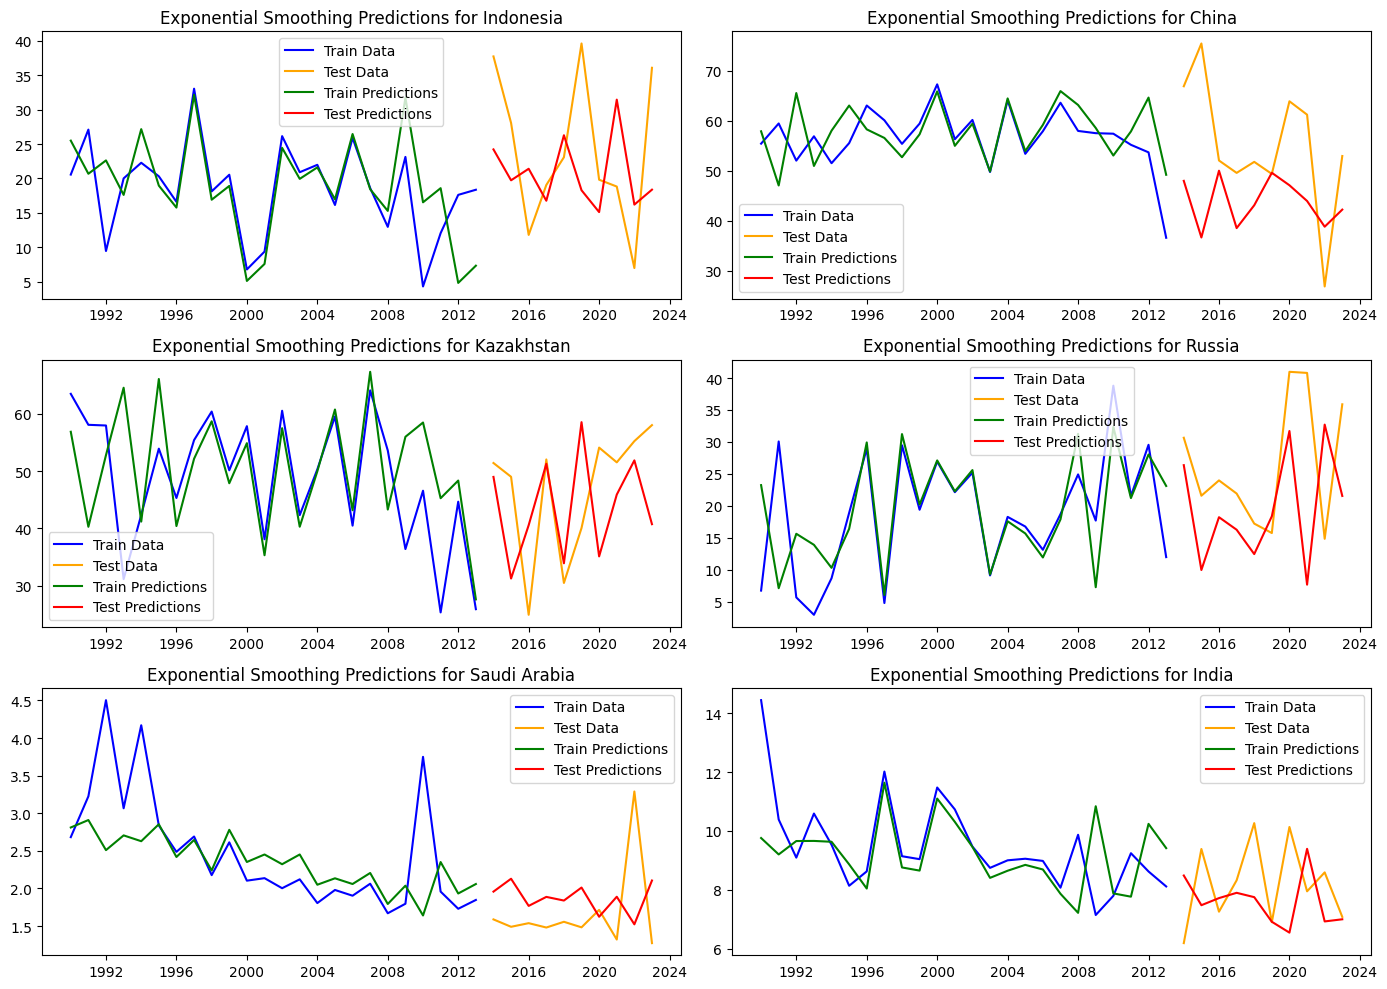 Exponential Smoothing Predictions for Indonesia
40
35
30
25
20
15
10
5
Train Data
Test Data
Train Predictions
Test Predictions
1992 1996 2000 2004 2008 2012 2016 2020 2024
Exponential Smoothing Predictions for China
70
60
50
40
30
Train Data
Test Data
Train Predictions
Test Predictions
1992 1996 2000 2004 2008 2012 2016 2020 2024
Exponential Smoothing Predictions for Kazakhstan
60
50
40
30
Train Data
Test Data
Train Predictions
Test Predictions
1992 1996 2000 2004 2008 2012 2016 2020 2024
Exponential Smoothing Predictions for Russia
40
35
30
25
20
15
10
5
Train Data
Test Data
Train Predictions
Test Predictions
1992 1996 2000 2004 2008 2012 2016 2020 2024
Exponential Smoothing Predictions for Saudi Arabia
4.5
4.0
3.5
3.0
2.5
2.0
1.5
Train Data
Test Data
Train Predictions
Test Predictions
1992 1996 2000 2004 2008 2012 2016 2020 2024
Exponential Smoothing Predictions for India
14
12
10
8
6
Train Data
Test Data
Train Predictions
Test Predictions
1992 1996 2000 2004 2008 2012 2016 2020 2024